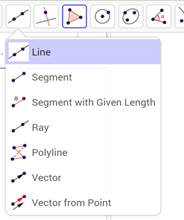 Line
Segment
Segment with Given Length
Ray
Polyline
Vector
Vector from Point